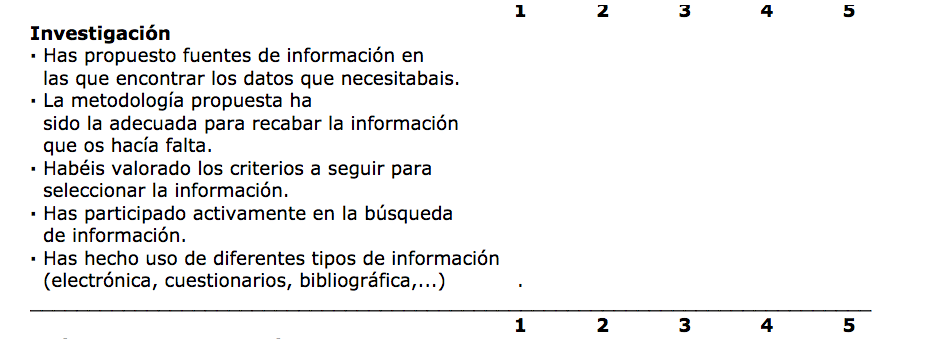 1 2 3 4 5
Investigación
· Has propuesto fuentes de información en
las que encontrar los datos que necesitabais.
· La metodología propuesta ha
sido la adecuada para recabar la información
que os hacía falta.
· Habéis valorado los criterios a seguir para
seleccionar la información.
· Has participado activamente en la búsqueda
de información.
· Has hecho uso de diferentes tipos de información
(electrónica, cuestionarios, bibliográfica,...) .
1 2 3 4 5